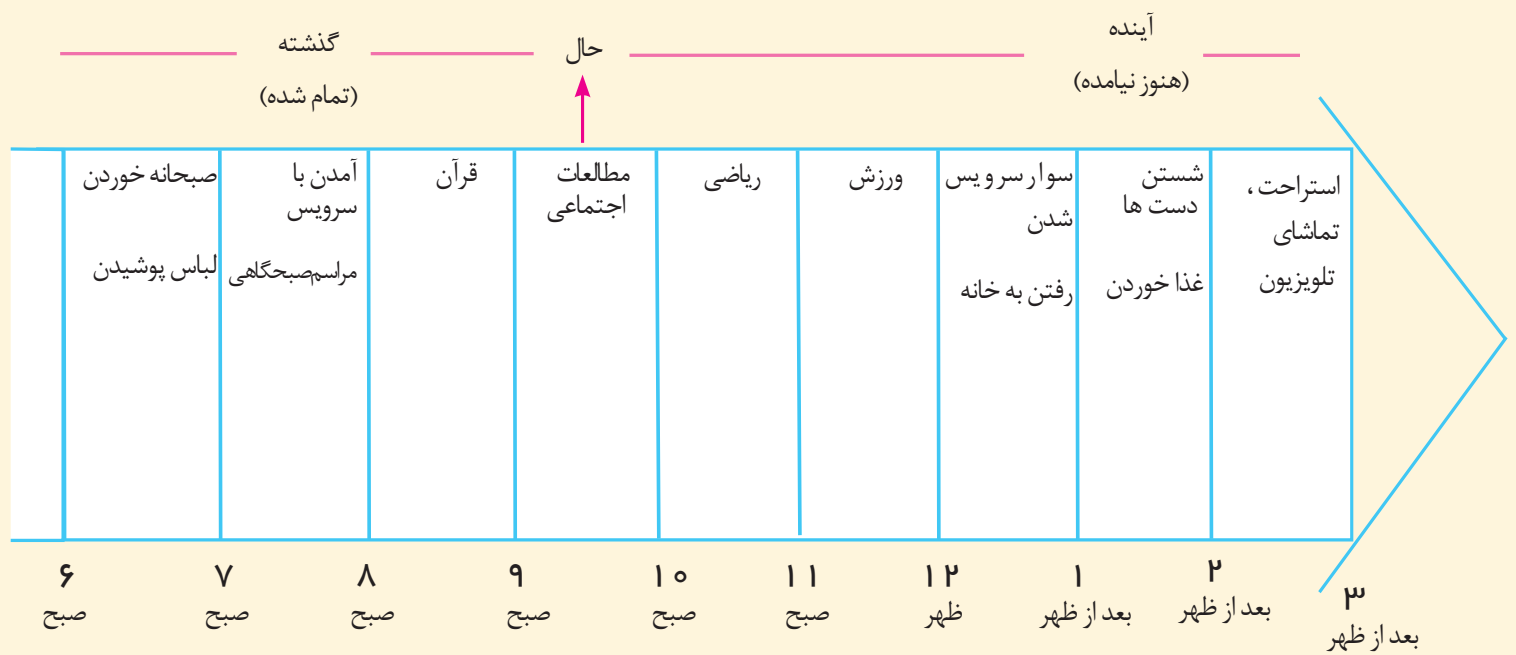 گذشته
(تمام شده)
حال
آینده
(هنوز نیامده)
صبحانه خوردن
لباس پوشیدن
آمدن با
سرویس
مراسم صبحگاهی
قرآن
مطالعات
اجتماعی
ریاضی
ورزش
سوار سرویس
شدن
رفتن به خانه
شستن
دست ها
غذا خوردن
استراحت،
تماشای
تلویزیون
۶
صبح
۷
صبح
۸
صبح
۹
صبح
۱۰
صبح
۱۱
صبح
۱۲
ظهر
۱
بعد از ظهر
۲
بعد از ظهر
۳
بعد از ظهر